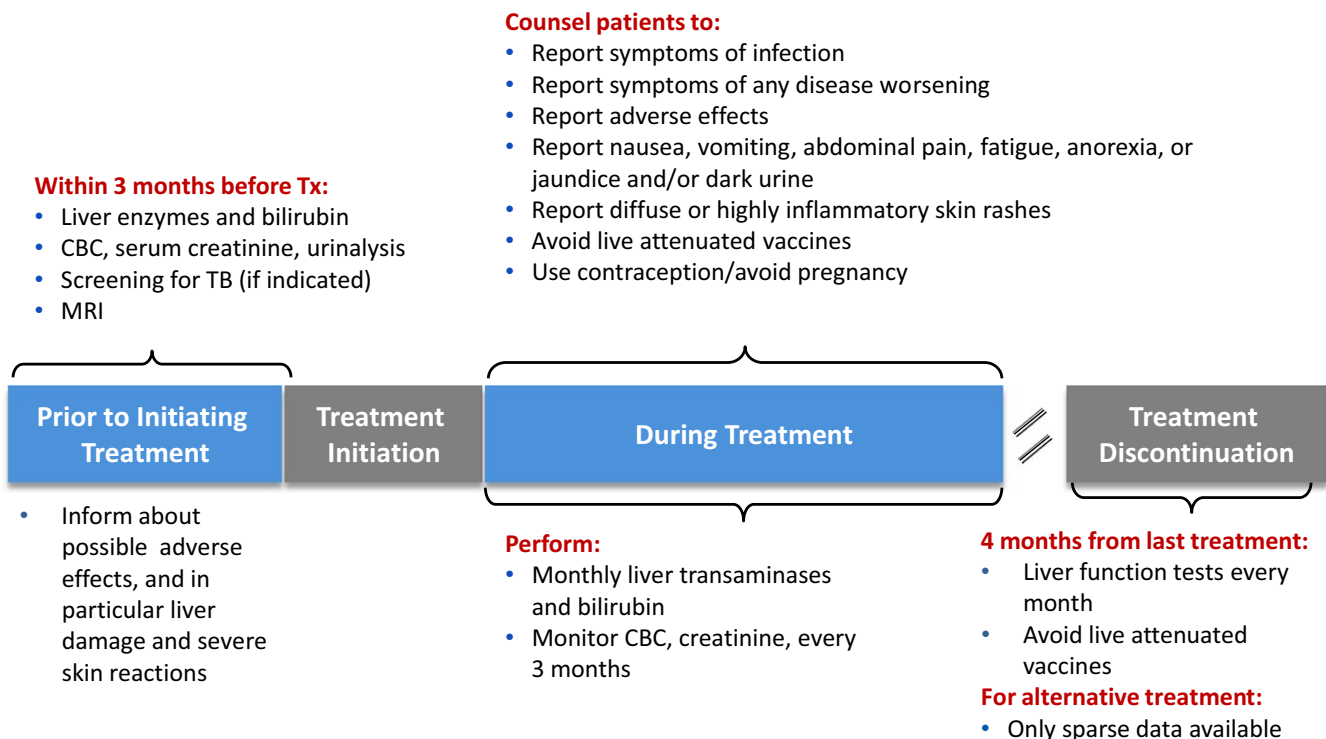 Counsel patients to:
• Report symptoms of infection
• Report symptoms of any disease worsening
• Report adverse effects
• Report nausea, vomiting, abdominal pain, fatigue, anorexia, or
jaundice and/or dark urine
• Report diffuse or highly inflammatory skin rashes
• Avoid live attenuated vaccines
• Use contraception/avoid pregnancy
Within 3 months before Tx:
• Liver enzymes and bilirubin
• CBC, serum creatinine, urinalysis
• Screening for TB (if indicated)
• MRI
Prior to Initiating
Treatment
Treatment
Initiation
During Treatment
Treatment
Discontinuation
• Inform about
possible adverse
effects, and in
particular liver
damage and severe
skin reactions
Perform:
• Monthly liver transaminases
and bilirubin
• Monitor CBC, creatinine, every
3 months
4 months from last treatment:
• Liver function tests every
month
• Avoid live attenuated
vaccines
For alternative treatment:
• Only sparse data available